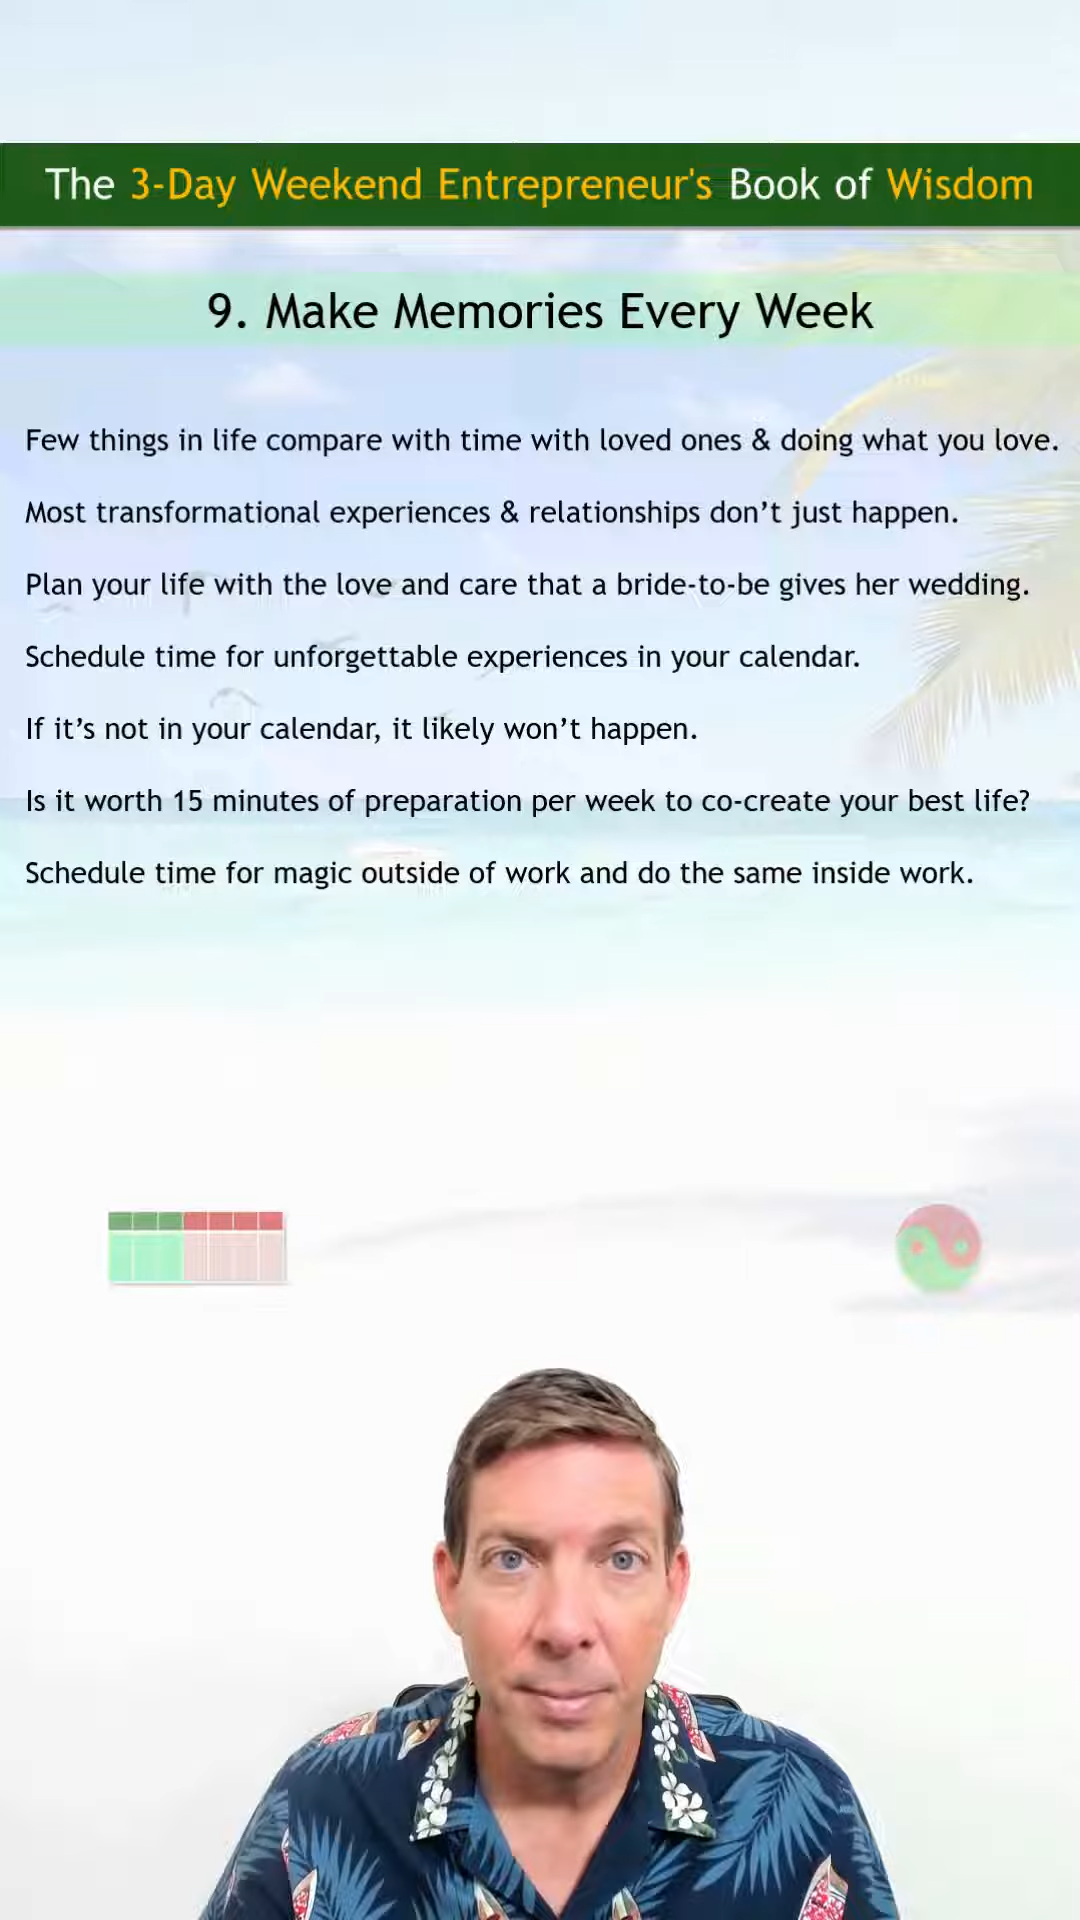 The 3-Day Weekend Entrepreneur's Book of Wisdom
9. Make Memories Every Week
Few things in life compare with time with loved ones & doing what you love.
Most transformational experiences & relationships don’t just happen.
Plan your life with the love and care that a bride-to-be gives her wedding.
Schedule time for unforgettable experiences in your calendar.
If it’s not in your calendar, it likely won’t happen.
Is it worth 15 minutes of preparation per week to co-create your best life?
Schedule time for magic outside of work and do the same inside work.